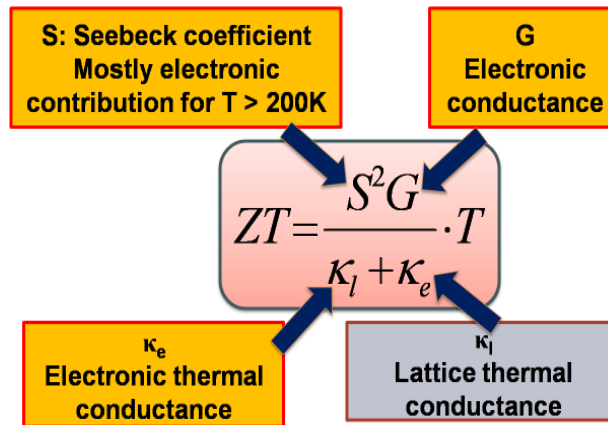 S: Seebeck coefficient
Mostly electronic
contribution for T > 200K
G
Electronic
conductance
ZT = S²G / (κl + κe) · T
κe
Electronic thermal
conductance
κl
Lattice thermal
conductance